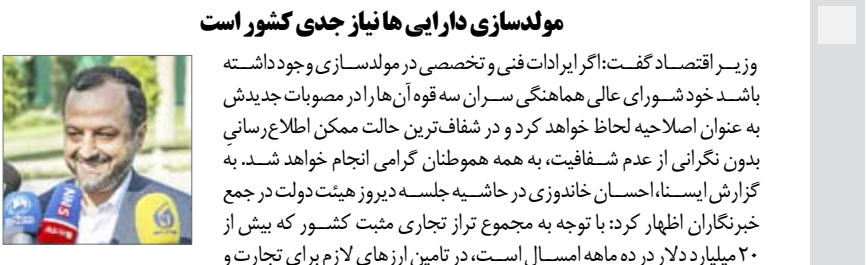 مولدسازی دارایی ها نیاز جدی کشور است
وزیر اقتصاد گفت:اگر ایرادات فنی و تخصصی در مولدسازی وجود داشته
باشد خود شورای عالی هماهنگی سران سه قوه آن‌ها را در مصوبات جدیدش
به عنوان اصلاحیه لحاظ خواهد کرد و در شفاف‌ترین حالت ممکن اطلاع‌رسانیِ
بدون نگرانی از عدم شفافیت، به همه هموطنان گرامی انجام خواهد شد. به
گزارش ایسنا،احسان خاندوزی در حاشیه جلسه دیروز هیئت دولت در جمع
خبرنگاران اظهار کرد: با توجه به مجموع تراز تجاری مثبت کشور که بیش از
۲۰ میلیارد دلار در ده ماهه امسال است، در تامین ارزهای لازم برای تجارت و